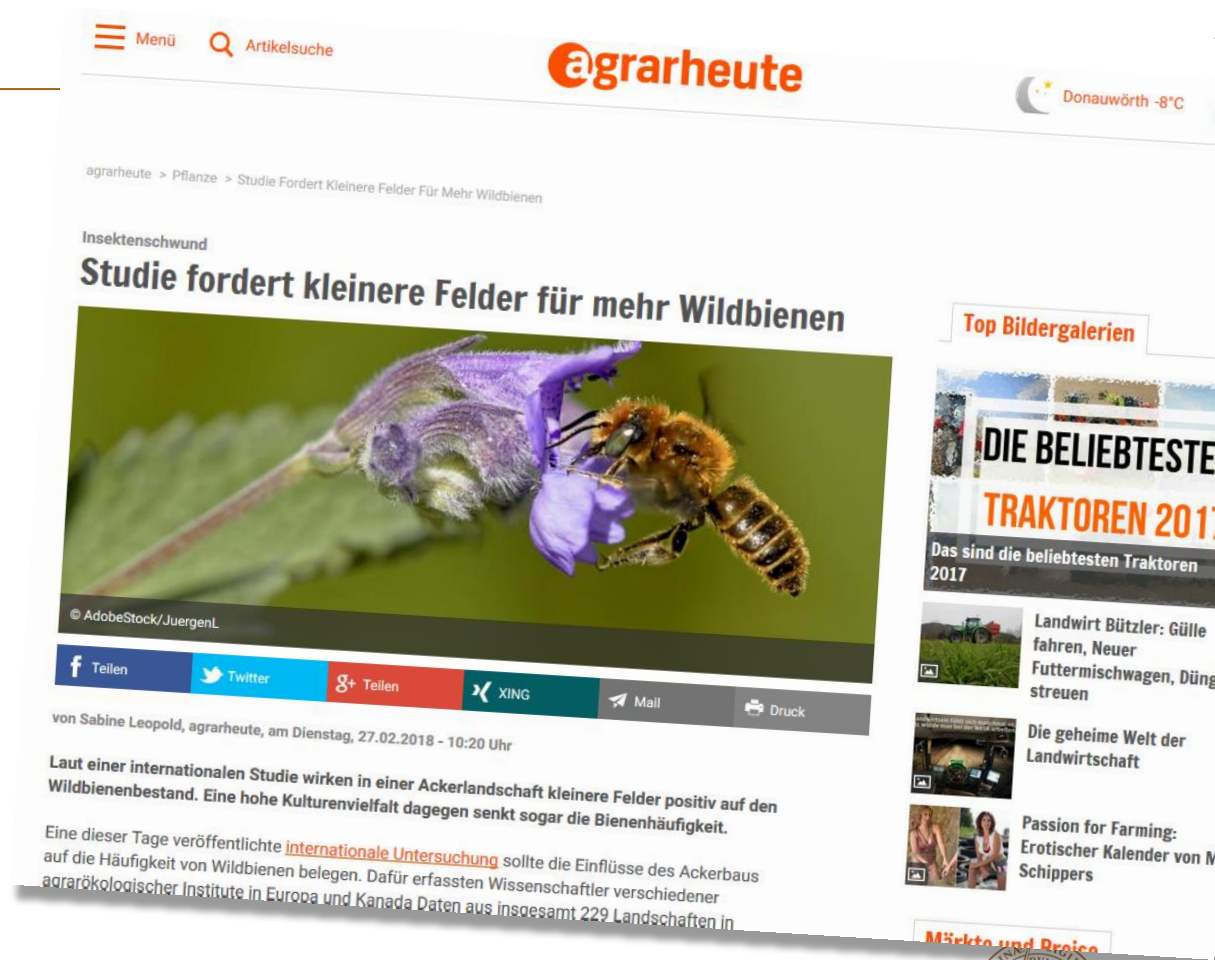 Menü
Artikelsuche
agrarheute
Donauwörth -8°C
agrarheute > Pflanze > Studie Fordert Kleinere Felder Für Mehr Wildbienen
Insektenschwund
Studie fordert kleinere Felder für mehr Wildbienen
© AdobeStock/JuergenL
Teilen
Twitter
g+ Teilen
XING
Mail
Druck
von Sabine Leopold, agrarheute, am Dienstag, 27.02.2018 - 10:20 Uhr
Laut einer internationalen Studie wirken in einer Ackerlandschaft kleinere Felder positiv auf den
Wildbienenbestand. Eine hohe Kulturenvielfalt dagegen senkt sogar die Bienenhäufigkeit.
Eine dieser Tage veröffentlichte internationale Untersuchung sollte die Einflüsse des Ackerbaus
auf die Häufigkeit von Wildbienen belegen. Dafür erfassten Wissenschaftler verschiedener
agrarökologischer Institute in Europa und Kanada Daten aus insgesamt 229 Landschaften in
Top Bildergalerien
DIE BELIEBTESTE
TRAKTOREN 2017
Das sind die beliebtesten Traktoren
2017
Landwirt Bützler: Gülle
fahren, Neuer
Futtermischwagen, Düng
streuen
Die geheime Welt der
Landwirtschaft
Passion for Farming:
Erotischer Kalender von M
Schippers
Märkte und Preise